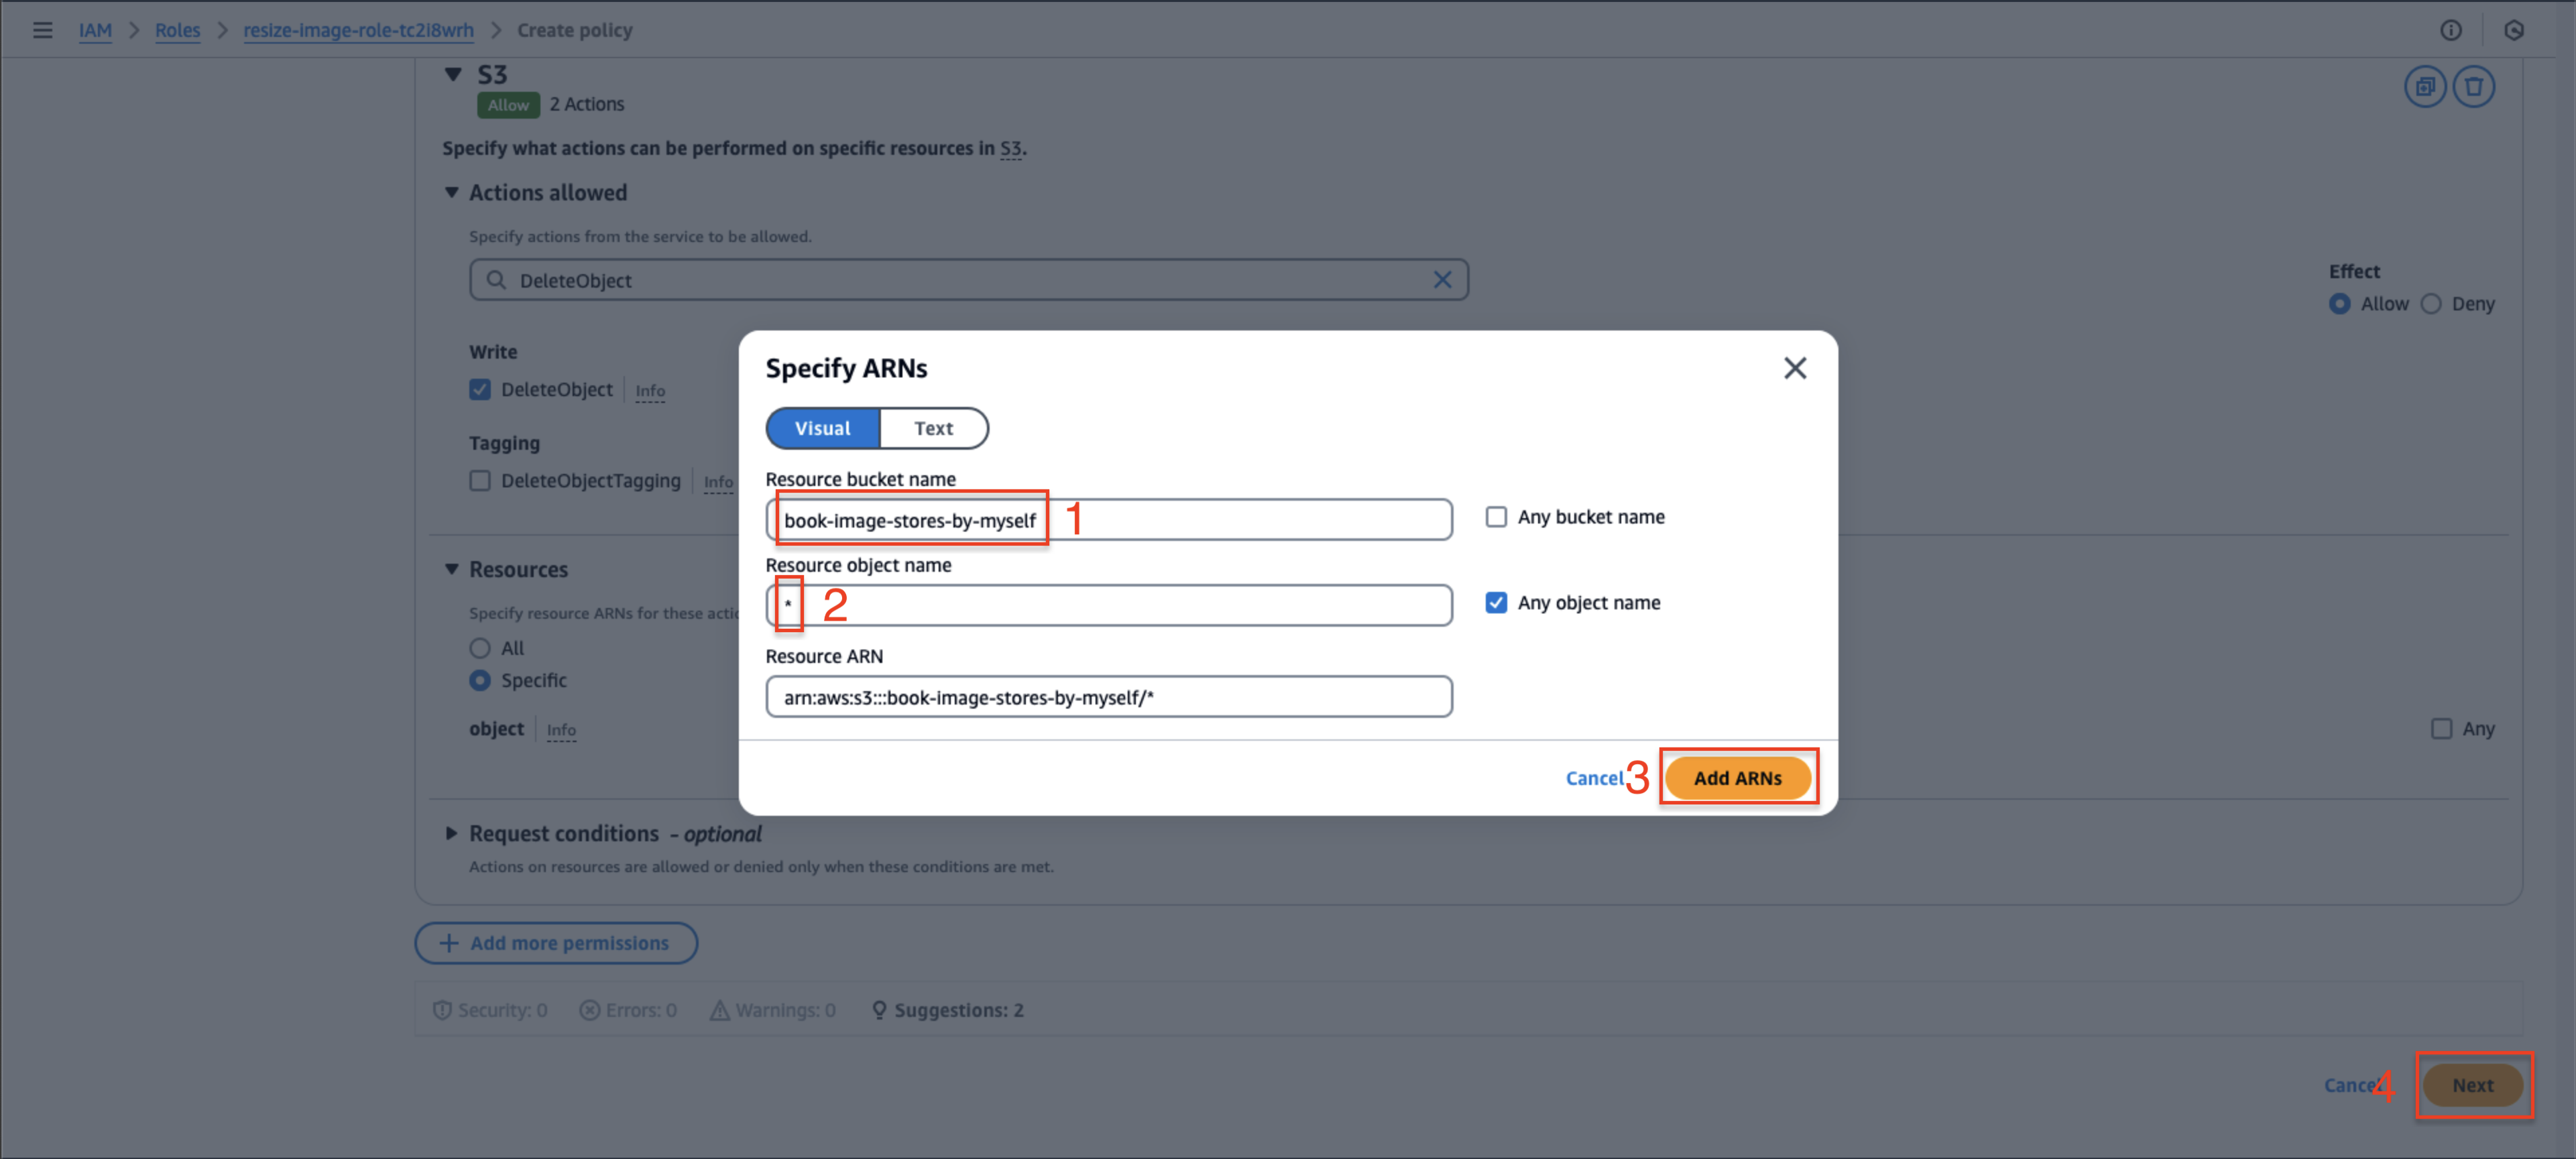 IAM > Roles > resize-image-role-tc2i8wrh > Create policy
S3
Allow 2 Actions
Specify what actions can be performed on specific resources in S3.
Actions allowed
Specify actions from the service to be allowed.
DeleteObject
Effect
Allow Deny
Write
DeleteObject Info
Tagging
DeleteObjectTagging Info
Resources
Specify resource ARNs for these actio
All
Specific
object Info
Any
Request conditions - optional
Actions on resources are allowed or denied only when these conditions are met.
Add more permissions
Security: 0 Errors: 0 Warnings: 0 Suggestions: 2
Cancel 4 Next
Specify ARNs
Visual Text
Resource bucket name
book-image-stores-by-myself 1
Any bucket name
Resource object name
* 2
Any object name
Resource ARN
arn:aws:s3:::book-image-stores-by-myself/*
Cancel 3 Add ARNs